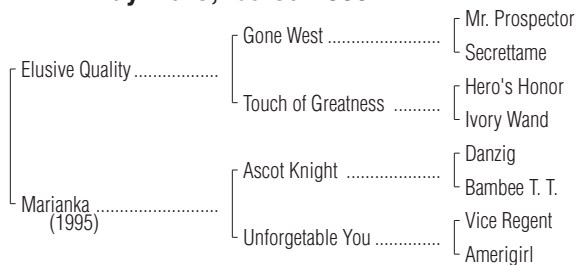 Mr. Prospector
Gone West ........................
Secrettame
Elusive Quality ..................
Hero's Honor
Touch of Greatness ..........
Ivory Wand
Danzig
Ascot Knight ....................
Bambee T. T.
Marianka ..........................
(1995)
Vice Regent
Unforgetable You ..............
Amerigirl